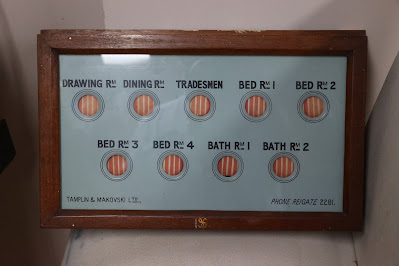 DRAWING RM DINING RM TRADESMEN BED RM 1 BED RM 2
BED RM 3 BED RM 4 BATH RM 1 BATH RM 2
TAMPLIN & MAKOVSKI LTD PHONE REIGATE 2281.